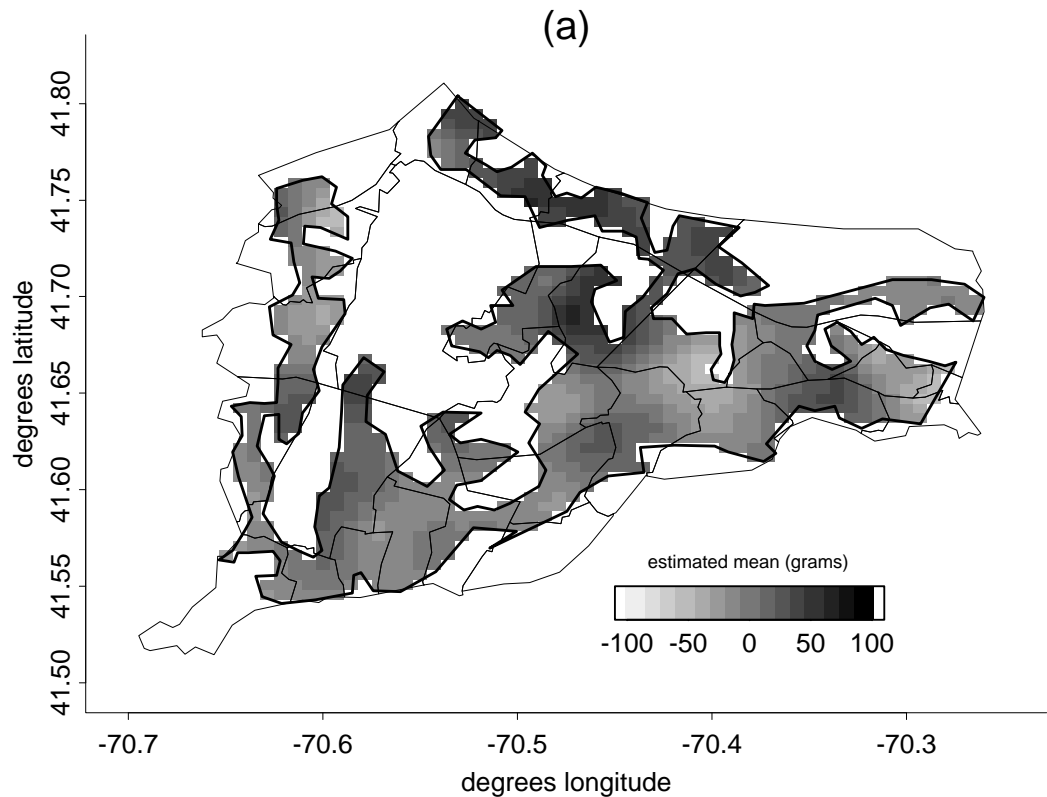 (a)
degrees latitude
41.80
41.75
41.70
41.65
41.60
41.55
41.50
estimated mean (grams)
-100 -50 0 50 100
-70.7 -70.6 -70.5 -70.4 -70.3
degrees longitude